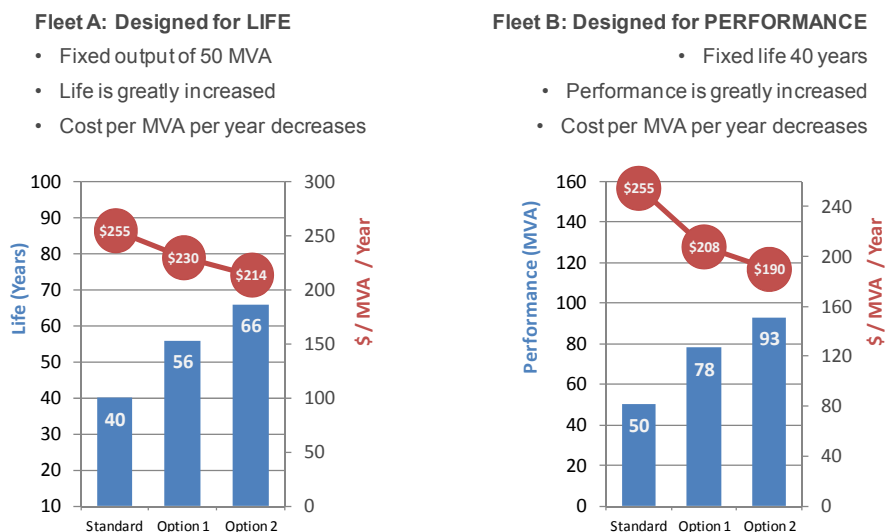 Fleet A: Designed for LIFE
• Fixed output of 50 MVA
• Life is greatly increased
• Cost per MVA per year decreases
100
90
80
70
60
50
40
30
20
10
Life (Years)
$255
$230
$214
40
56
66
300
250
200
150
100
50
0
$ / MVA / Year
Standard
Option 1
Option 2
Fleet B: Designed for PERFORMANCE
• Fixed life 40 years
• Performance is greatly increased
• Cost per MVA per year decreases
160
140
120
100
80
60
40
20
0
Performance (MVA)
$255
$208
$190
50
78
93
240
200
160
120
80
40
0
$ / MVA / Year
Standard
Option 1
Option 2